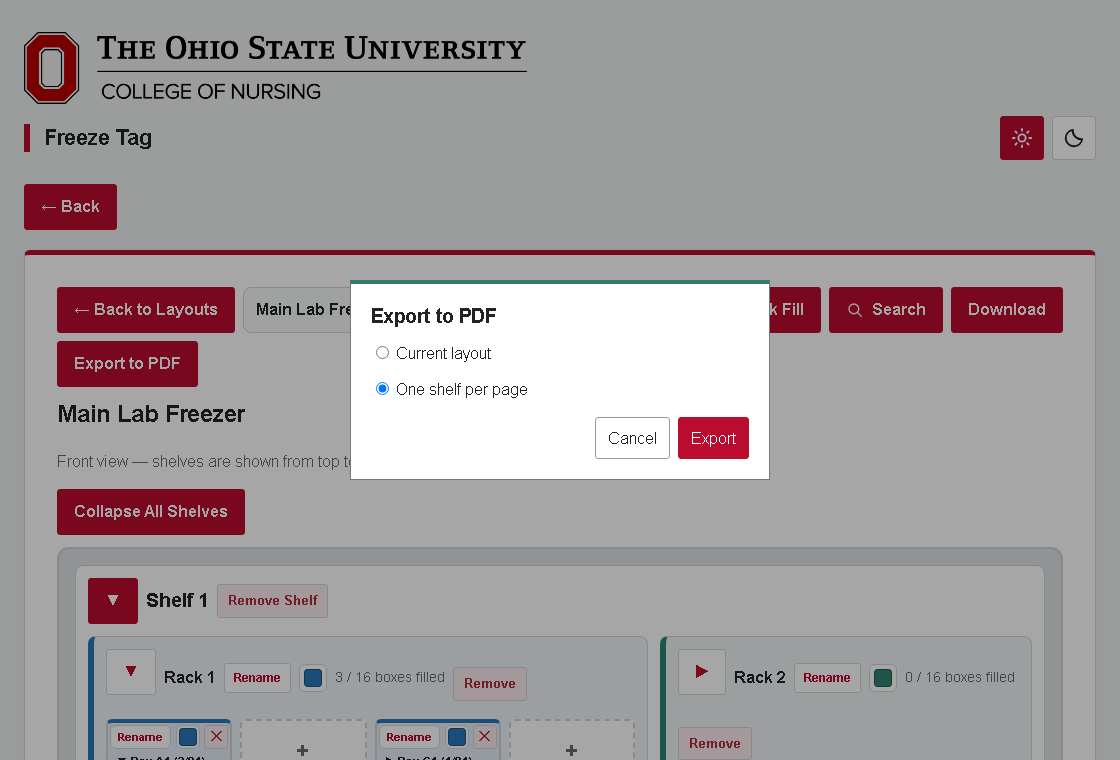 THE OHIO STATE UNIVERSITY
COLLEGE OF NURSING
Freeze Tag
← Back
← Back to Layouts
Main Lab Fre
k Fill
Search
Download
Export to PDF
Export to PDF
Current layout
One shelf per page
Cancel
Export
Main Lab Freezer
Front view — shelves are shown from top t
Collapse All Shelves
▼
Shelf 1
Remove Shelf
▼
Rack 1
Rename
3 / 16 boxes filled
Remove
▶
Rack 2
Rename
0 / 16 boxes filled
Remove
Rename
+
Rename
+